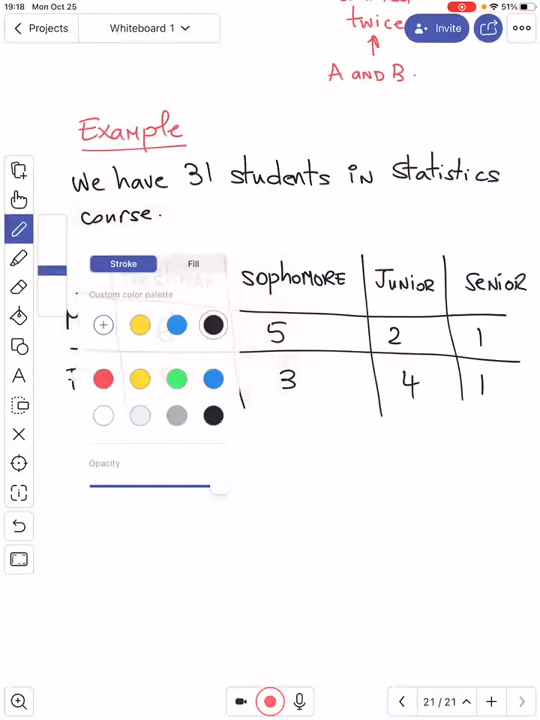 19:18 Mon Oct 25
51%
twice
Projects
Whiteboard 1
Invite
A AND B.
Example
We have 31 students in statistics
course.
Stroke
Fill
SOPHOMORE JUNIOR SENIOR
Custom color palette
5 2 1
3 4 1
Opacity
21/21